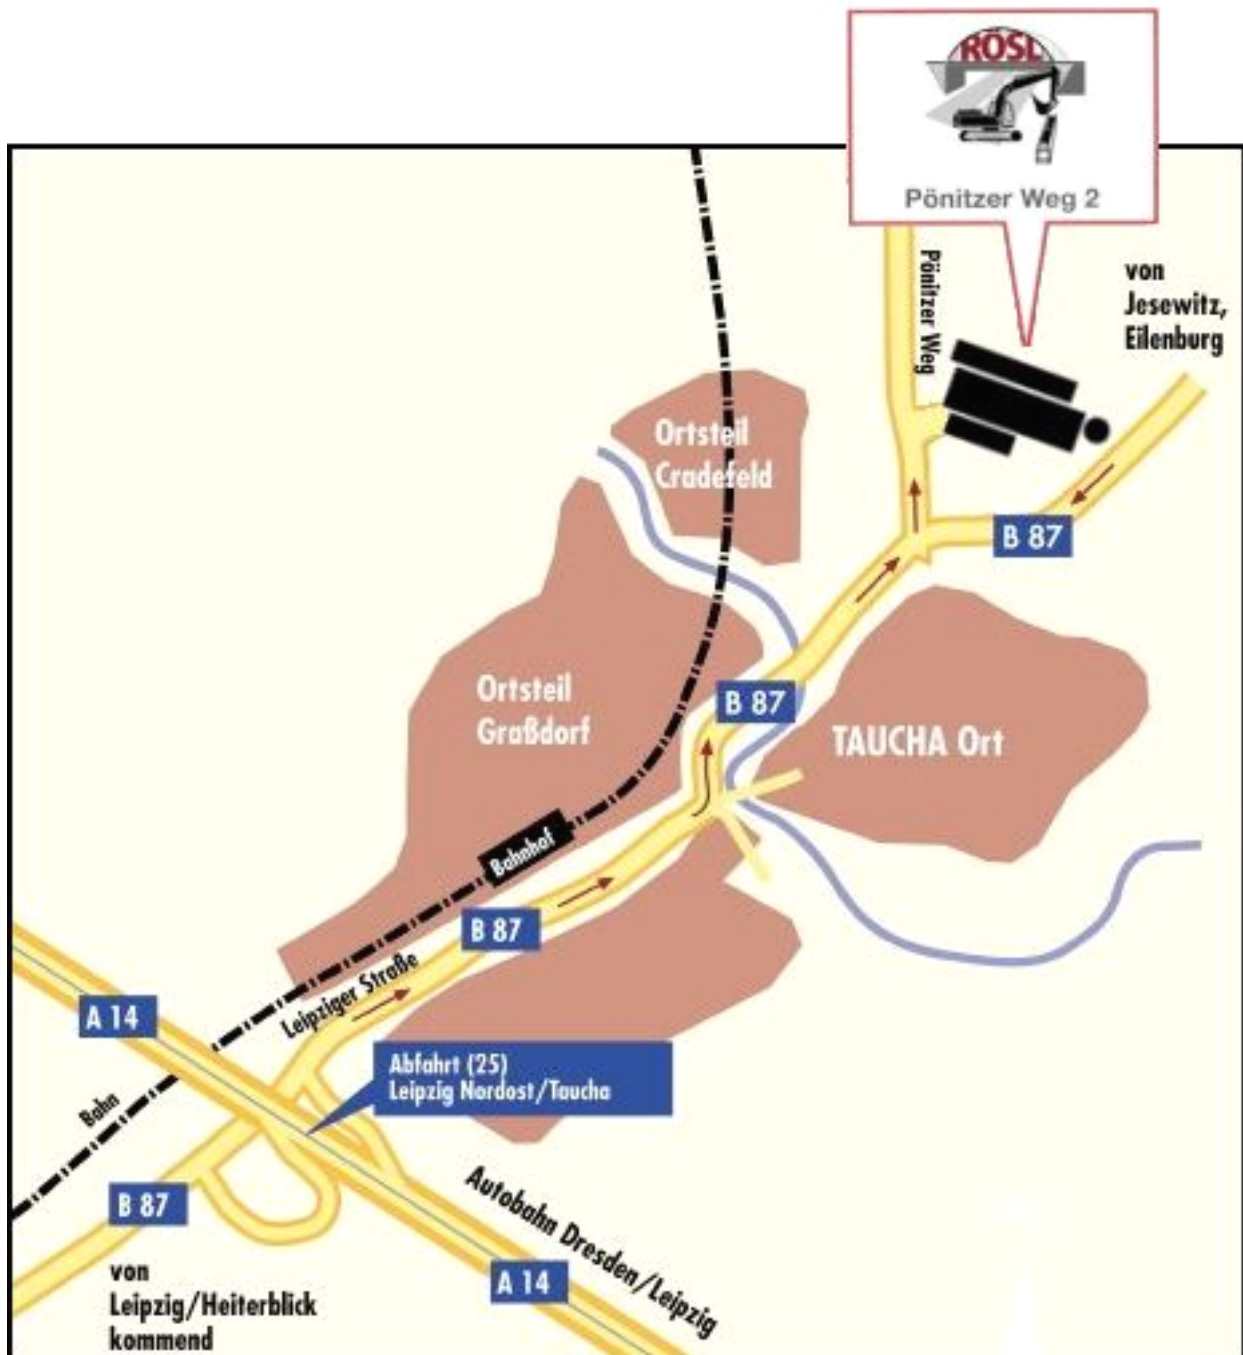 RÖSL
Pönitzer Weg 2
Pönitzer Weg
von
Jesewitz,
Eilenburg
Ortsteil
Cradefeld
B 87
Ortsteil
Graßdorf
B 87
TAUCHA Ort
Bahnhof
B 87
Leipziger Straße
A 14
Abfahrt (25)
Leipzig Nordost/Taucha
Bahn
B 87
Autobahn Dresden/Leipzig
A 14
von
Leipzig/Heiterblick
kommend